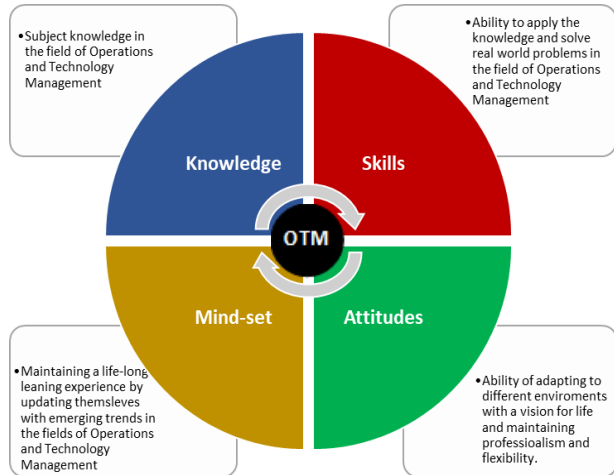 •Subject knowledge in
the field of Operations
and Technology
Management
•Ability to apply the
knowledge and solve
real world problems in
the field of Operations
and Technology
Management
Knowledge
Skills
OTM
Mind-set
Attitudes
•Maintaining a life-long
leaning experience by
updating themsleves
with emerging trends in
the fields of Operations
and Technology
Management
•Ability of adapting to
different enviroments
with a vision for life
and maintaining
professioalism and
flexibility.